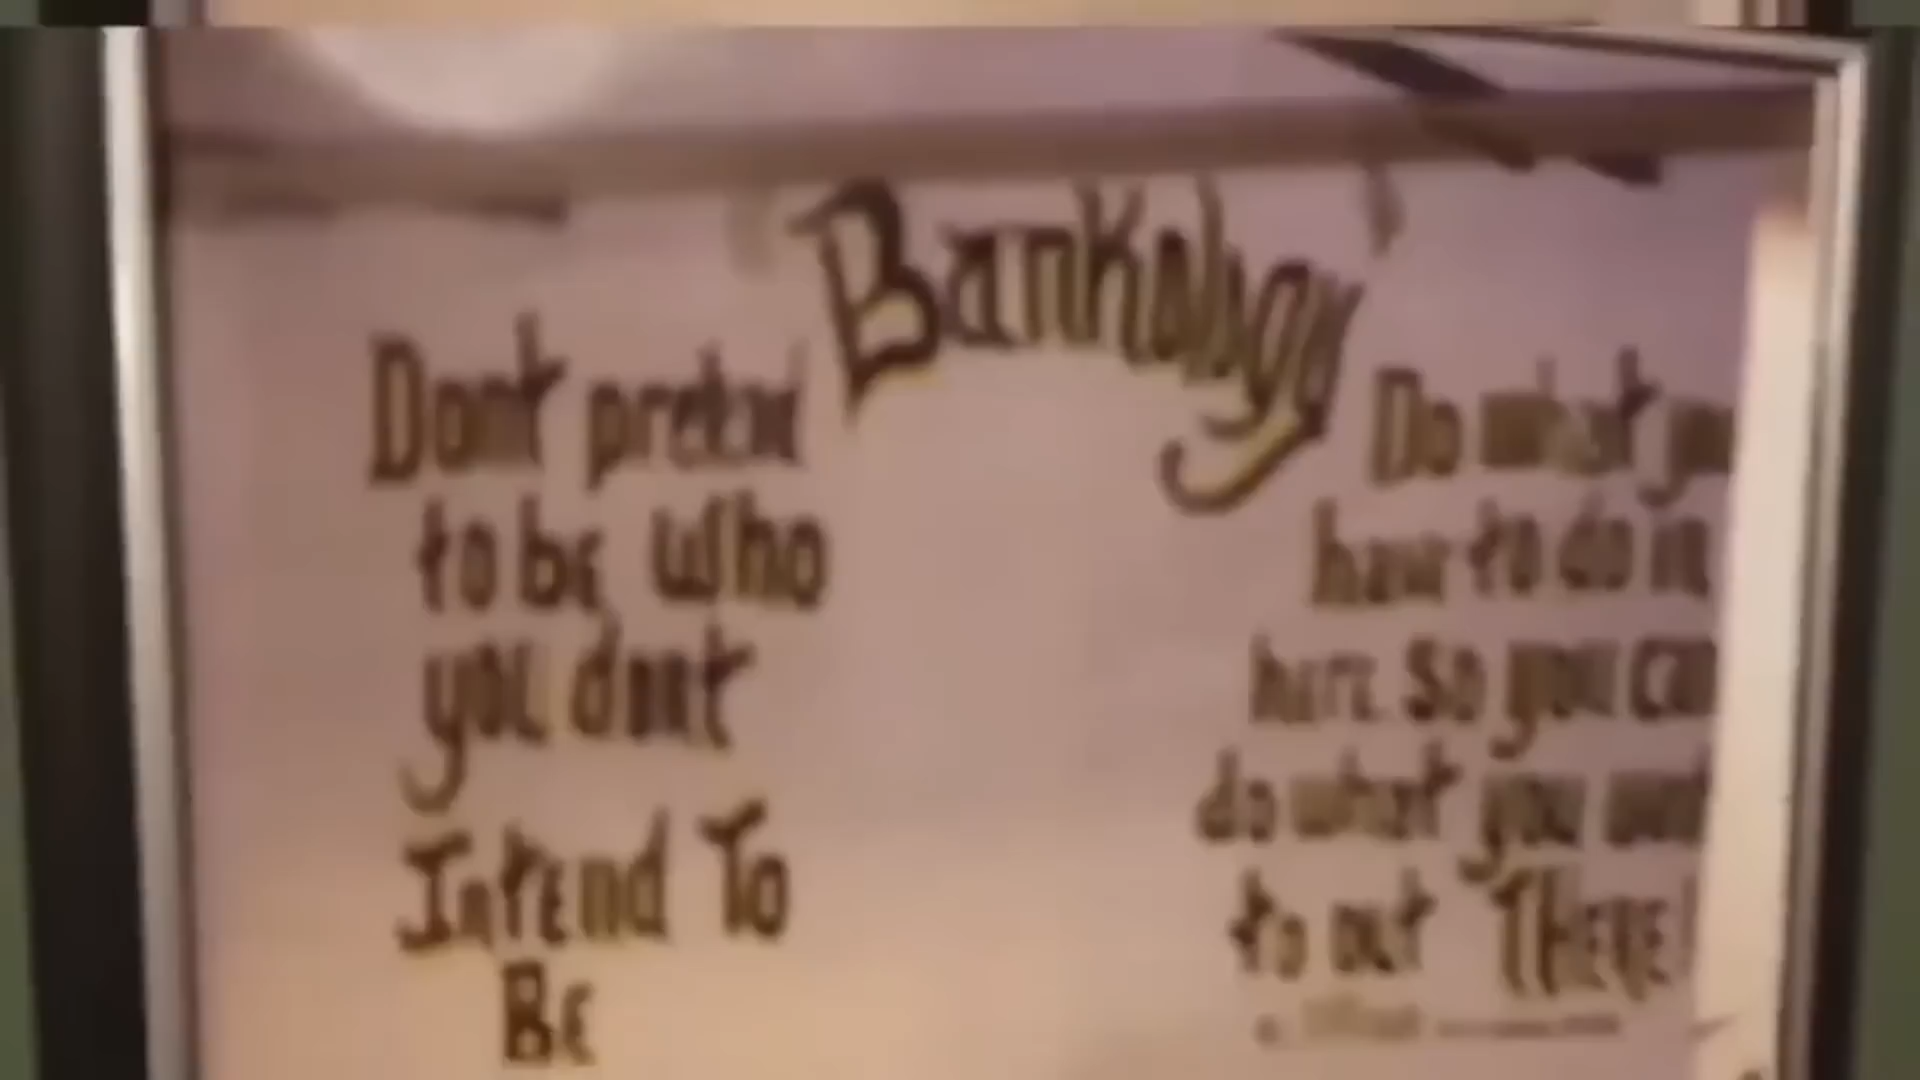 Bankology
Dont pretend
to be who
you dont
Intend To
BE
Do what you
have to do in
here so you can
do what you want
to out THERE!